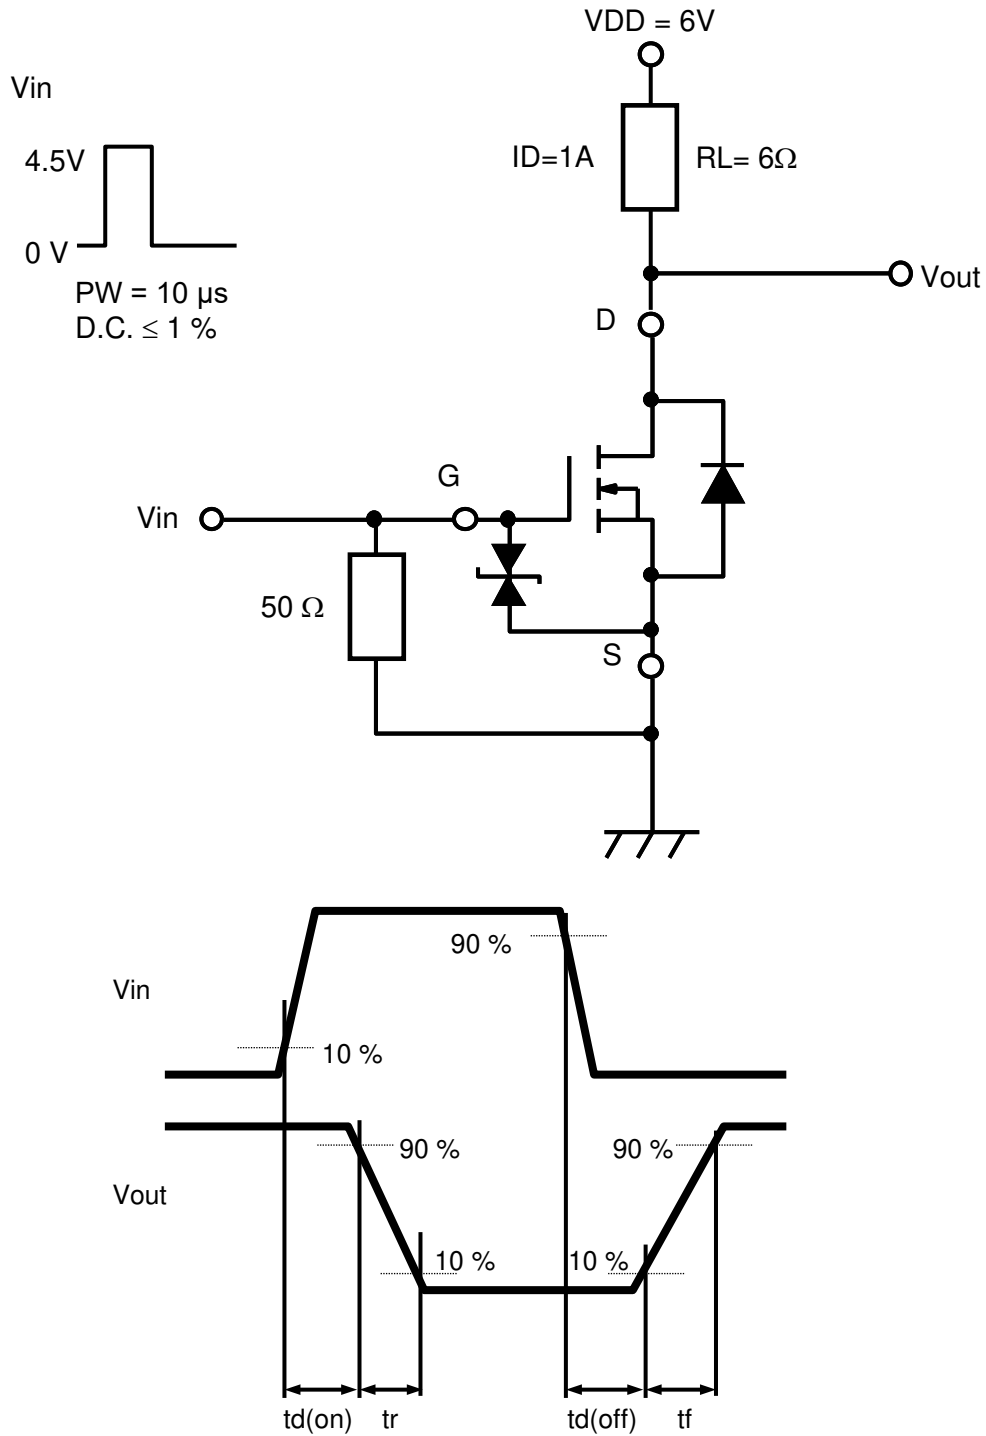 VDD = 6V
Vin
4.5V
ID=1A
RL= 6Ω
0 V
PW = 10 µs
D.C. ≤ 1 %
Vout
D
G
Vin
50 Ω
S
90 %
Vin
10 %
90 %
90 %
Vout
10 %
10 %
td(on)
tr
td(off)
tf